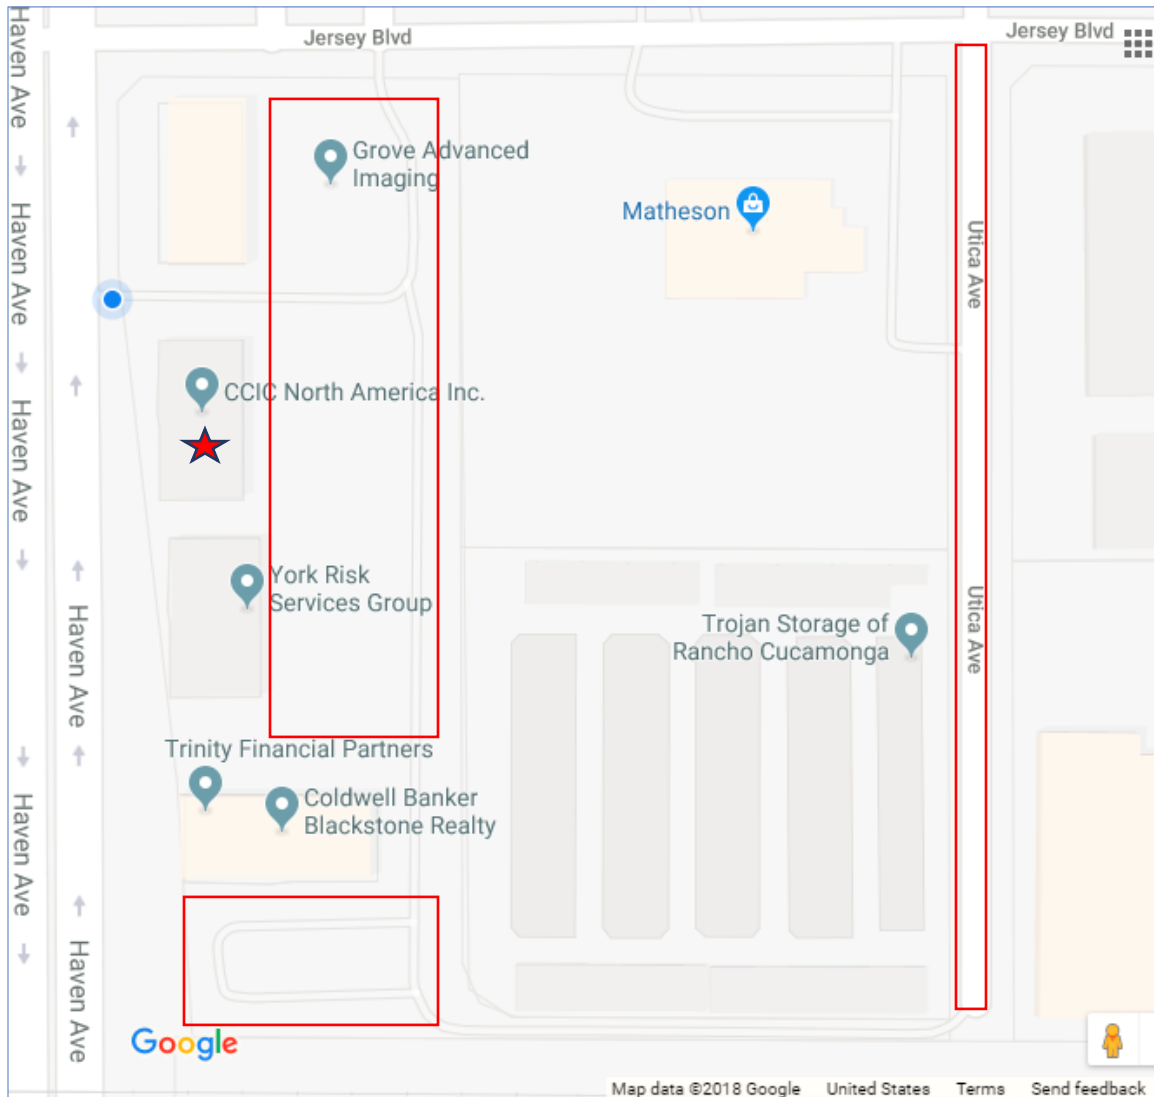 Jersey Blvd
Jersey Blvd
Haven Ave
Grove Advanced
Imaging
Matheson
Haven Ave
Utica Ave
CCIC North America Inc.
Haven Ave
York Risk
Services Group
Haven Ave
Utica Ave
Trojan Storage of
Rancho Cucamonga
Trinity Financial Partners
Coldwell Banker
Blackstone Realty
Haven Ave
Haven Ave
Google
Map data ©2018 Google United States Terms Send feedback